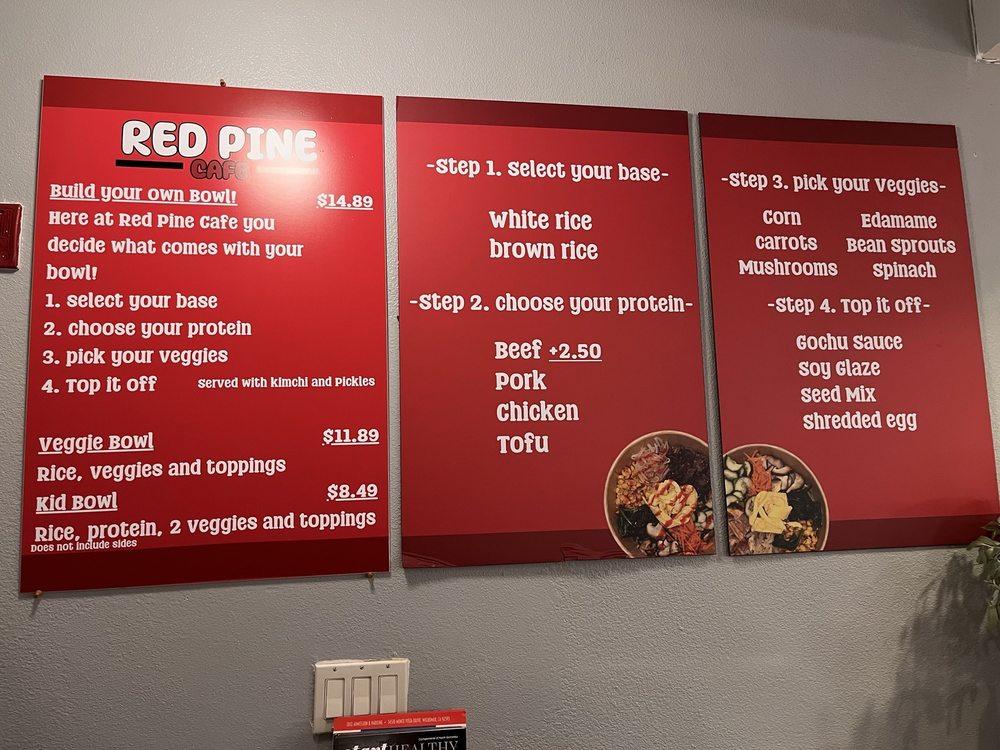 RED PINE
CAFE
Build your own Bowl! $14.89
Here at Red Pine Cafe you
decide what comes with your
bowl!
1. select your base
2. choose your protein
3. pick your veggies
4. Top it off served with kimchi and Pickles
Veggie Bowl $11.89
Rice, veggies and toppings
Kid Bowl $8.49
Rice, protein, 2 veggies and toppings
Does not include sides
-Step 1. select your base-
white rice
brown rice
-Step 2. choose your protein-
Beef +2.50
Pork
Chicken
Tofu
-Step 3. pick your veggies-
Corn Edamame
carrots Bean Sprouts
Mushrooms spinach
-Step 4. Top it off-
Gochu Sauce
Soy Glaze
Seed Mix
shredded egg
HEALTHY